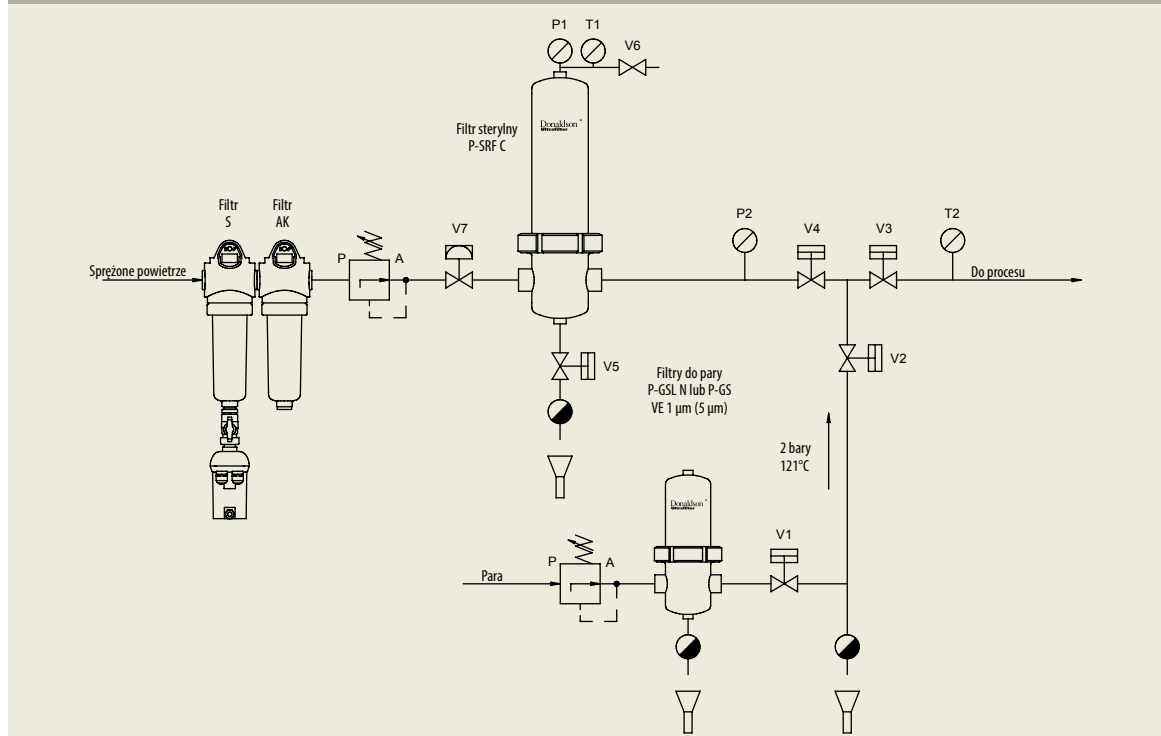 P1
T1
V6
Filtr sterylny
P-SRF C
Donaldson®
Ultrafilter
Filtr
S
Filtr
AK
P2
V4
V3
T2
V7
P
A
Sprężone powietrze
Do procesu
V5
V2
Filtry do pary
P-GSL N lub P-GS
VE 1 µm (5 µm)
2 bary
121°C
Donaldson®
Ultrafilter
V1
P
A
Para